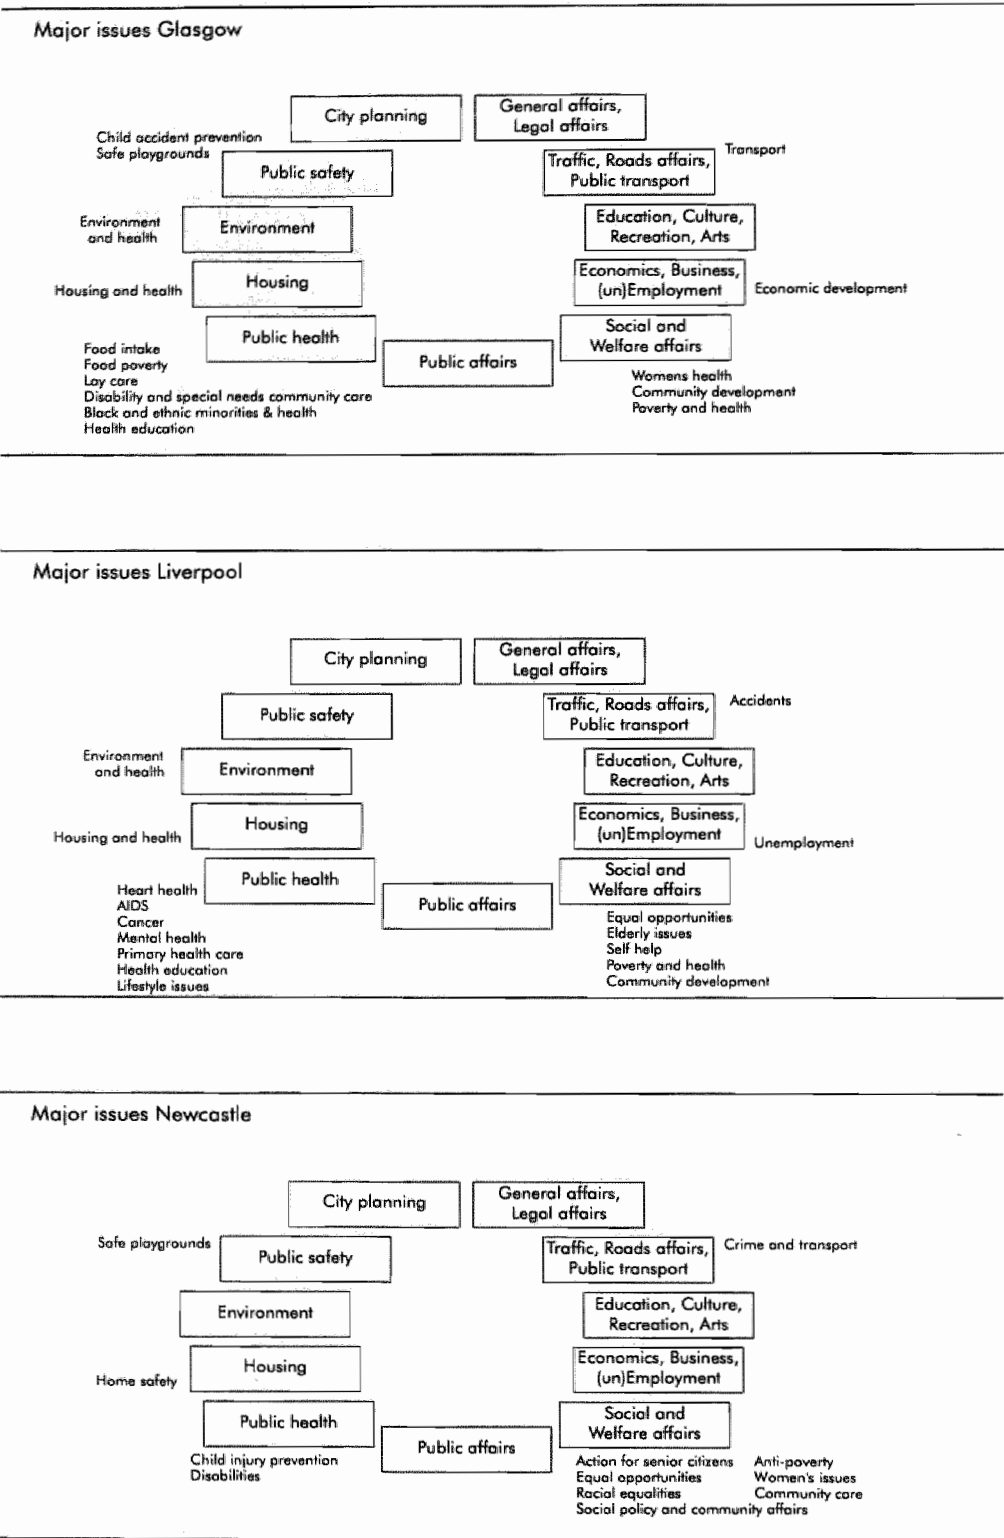 Major issues Glasgow
City planning
General affairs,
Legal affairs
Child accident prevention
Safe playgrounds
Public safety
Traffic, Roads affairs,
Public transport
Transport
Environment
and health
Environment
Education, Culture,
Recreation, Arts
Housing and health
Housing
Economics, Business,
(un)Employment
Economic development
Public health
Public affairs
Social and
Welfare affairs
Food intake
Food poverty
Lay care
Disability and special needs community care
Black and ethnic minorities & health
Health education
Womens health
Community development
Poverty and health
Major issues Liverpool
City planning
General affairs,
Legal affairs
Public safety
Traffic, Roads affairs,
Public transport
Accidents
Environment
and health
Environment
Education, Culture,
Recreation, Arts
Housing and health
Housing
Economics, Business,
(un)Employment
Unemployment
Public health
Public affairs
Social and
Welfare affairs
Heart health
AIDS
Cancer
Mental health
Primary health care
Health education
Lifestyle issues
Equal opportunities
Elderly issues
Self help
Poverty and health
Community development
Major issues Newcastle
City planning
General affairs,
Legal affairs
Safe playgrounds
Public safety
Traffic, Roads affairs,
Public transport
Crime and transport
Environment
Education, Culture,
Recreation, Arts
Home safety
Housing
Economics, Business,
(un)Employment
Public health
Public affairs
Social and
Welfare affairs
Child injury prevention
Disabilities
Action for senior citizens
Equal opportunities
Racial equalities
Social policy and community affairs
Anti-poverty
Women's issues
Community care